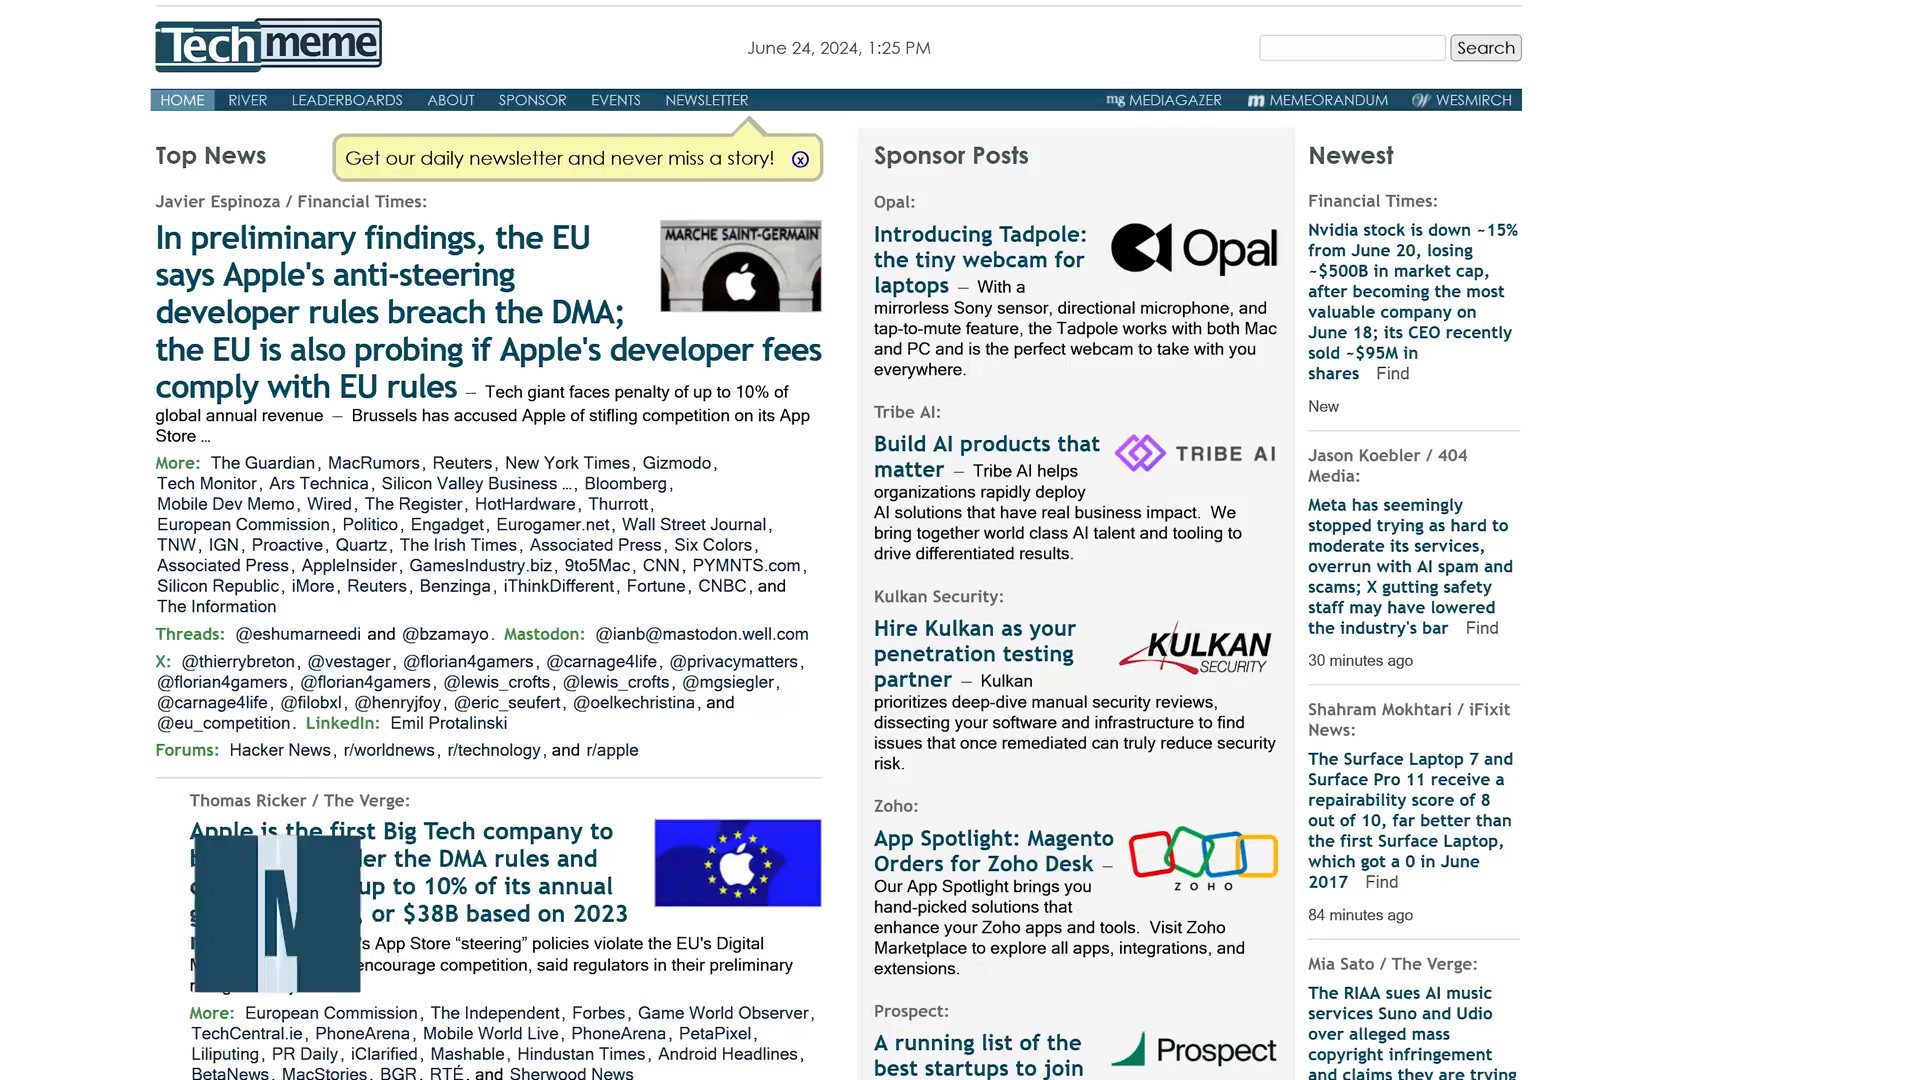 Techmeme
June 24, 2024, 1:25 PM
Search
HOME RIVER LEADERBOARDS ABOUT SPONSOR EVENTS NEWSLETTER
mg MEDIAGAZER m MEMEORANDUM W WESMIRCH
Top News
Get our daily newsletter and never miss a story! x
Javier Espinoza / Financial Times:
MARCHE SAINT-GERMAIN
In preliminary findings, the EU
says Apple's anti-steering
developer rules breach the DMA;
the EU is also probing if Apple's developer fees
comply with EU rules — Tech giant faces penalty of up to 10% of
global annual revenue — Brussels has accused Apple of stifling competition on its App
Store ...
More: The Guardian, MacRumors, Reuters, New York Times, Gizmodo,
Tech Monitor, Ars Technica, Silicon Valley Business ..., Bloomberg,
Mobile Dev Memo, Wired, The Register, HotHardware, Thurrott,
European Commission, Politico, Engadget, Eurogamer.net, Wall Street Journal,
TNW, IGN, Proactive, Quartz, The Irish Times, Associated Press, Six Colors,
Associated Press, AppleInsider, GamesIndustry.biz, 9to5Mac, CNN, PYMNTS.com,
Silicon Republic, iMore, Reuters, Benzinga, iThinkDifferent, Fortune, CNBC, and
The Information
Threads: @eshumarneedi and @bzamayo. Mastodon: @ianb@mastodon.well.com
X: @thierrybreton, @vestager, @florian4gamers, @carnage4life, @privacymatters,
@florian4gamers, @florian4gamers, @lewis_crofts, @lewis_crofts, @mgsiegler,
@carnage4life, @filobxl, @henryjfoy, @eric_seufert, @oelkechristina, and
@eu_competition. LinkedIn: Emil Protalinski
Forums: Hacker News, r/worldnews, r/technology, and r/apple
Thomas Ricker / The Verge:
Apple is the first Big Tech company to
der the DMA rules and
up to 10% of its annual
or $38B based on 2023
's App Store “steering” policies violate the EU's Digital
encourage competition, said regulators in their preliminary
More: European Commission, The Independent, Forbes, Game World Observer,
TechCentral.ie, PhoneArena, Mobile World Live, PhoneArena, PetaPixel,
Liliputing, PR Daily, iClarified, Mashable, Hindustan Times, Android Headlines,
BetaNews, MacStories, BGR, RTÉ, and Sherwood News
Sponsor Posts
Opal:
Opal
Introducing Tadpole:
the tiny webcam for
laptops — With a
mirrorless Sony sensor, directional microphone, and
tap-to-mute feature, the Tadpole works with both Mac
and PC and is the perfect webcam to take with you
everywhere.
Tribe AI:
TRIBE AI
Build AI products that
matter — Tribe AI helps
organizations rapidly deploy
AI solutions that have real business impact. We
bring together world class AI talent and tooling to
drive differentiated results.
Kulkan Security:
KULKAN
SECURITY
Hire Kulkan as your
penetration testing
partner — Kulkan
prioritizes deep-dive manual security reviews,
dissecting your software and infrastructure to find
issues that once remediated can truly reduce security
risk.
Zoho:
ZOHO
App Spotlight: Magento
Orders for Zoho Desk —
Our App Spotlight brings you
hand-picked solutions that
enhance your Zoho apps and tools. Visit Zoho
Marketplace to explore all apps, integrations, and
extensions.
Prospect:
Prospect
A running list of the
best startups to join
Newest
Financial Times:
Nvidia stock is down ~15%
from June 20, losing
~$500B in market cap,
after becoming the most
valuable company on
June 18; its CEO recently
sold ~$95M in
shares Find
New
Jason Koebler / 404
Media:
Meta has seemingly
stopped trying as hard to
moderate its services,
overrun with AI spam and
scams; X gutting safety
staff may have lowered
the industry's bar Find
30 minutes ago
Shahram Mokhtari / iFixit
News:
The Surface Laptop 7 and
Surface Pro 11 receive a
repairability score of 8
out of 10, far better than
the first Surface Laptop,
which got a 0 in June
2017 Find
84 minutes ago
Mia Sato / The Verge:
The RIAA sues AI music
services Suno and Udio
over alleged mass
copyright infringement
and claims they are trying